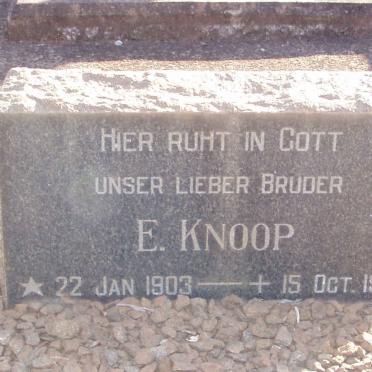 HIER RUHT IN GOTT
UNSER LIEBER BRUDER
E. KNOOP
★ 22 JAN 1903 — + 15 OCT.